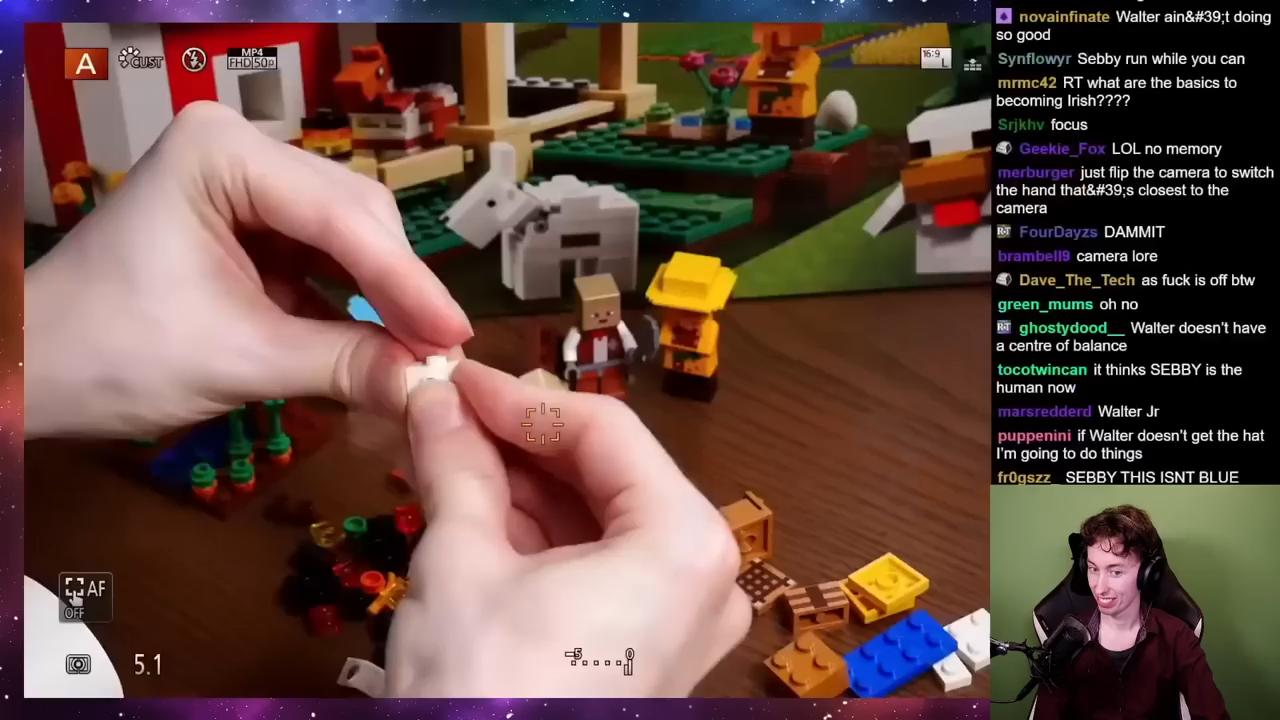 A
CUST
MP4
FHD 50p
16:9
L
AF
OFF
5.1
-5
0
novainfinate Walter ain&#39;t doing
so good
Synflowyr Sebby run while you can
mrmc42 RT what are the basics to
becoming Irish????
Srjkhv focus
Geekie_Fox LOL no memory
merburger just flip the camera to switch
the hand that&#39;s closest to the
camera
FourDayzs DAMMIT
brambell9 camera lore
Dave_The_Tech as fuck is off btw
green_mums oh no
ghostydood__ Walter doesn't have
a centre of balance
tocotwincan it thinks SEBBY is the
human now
marsredderd Walter Jr
puppenini if Walter doesn't get the hat
I'm going to do things
fr0gszz_ SEBBY THIS ISNT BLUE